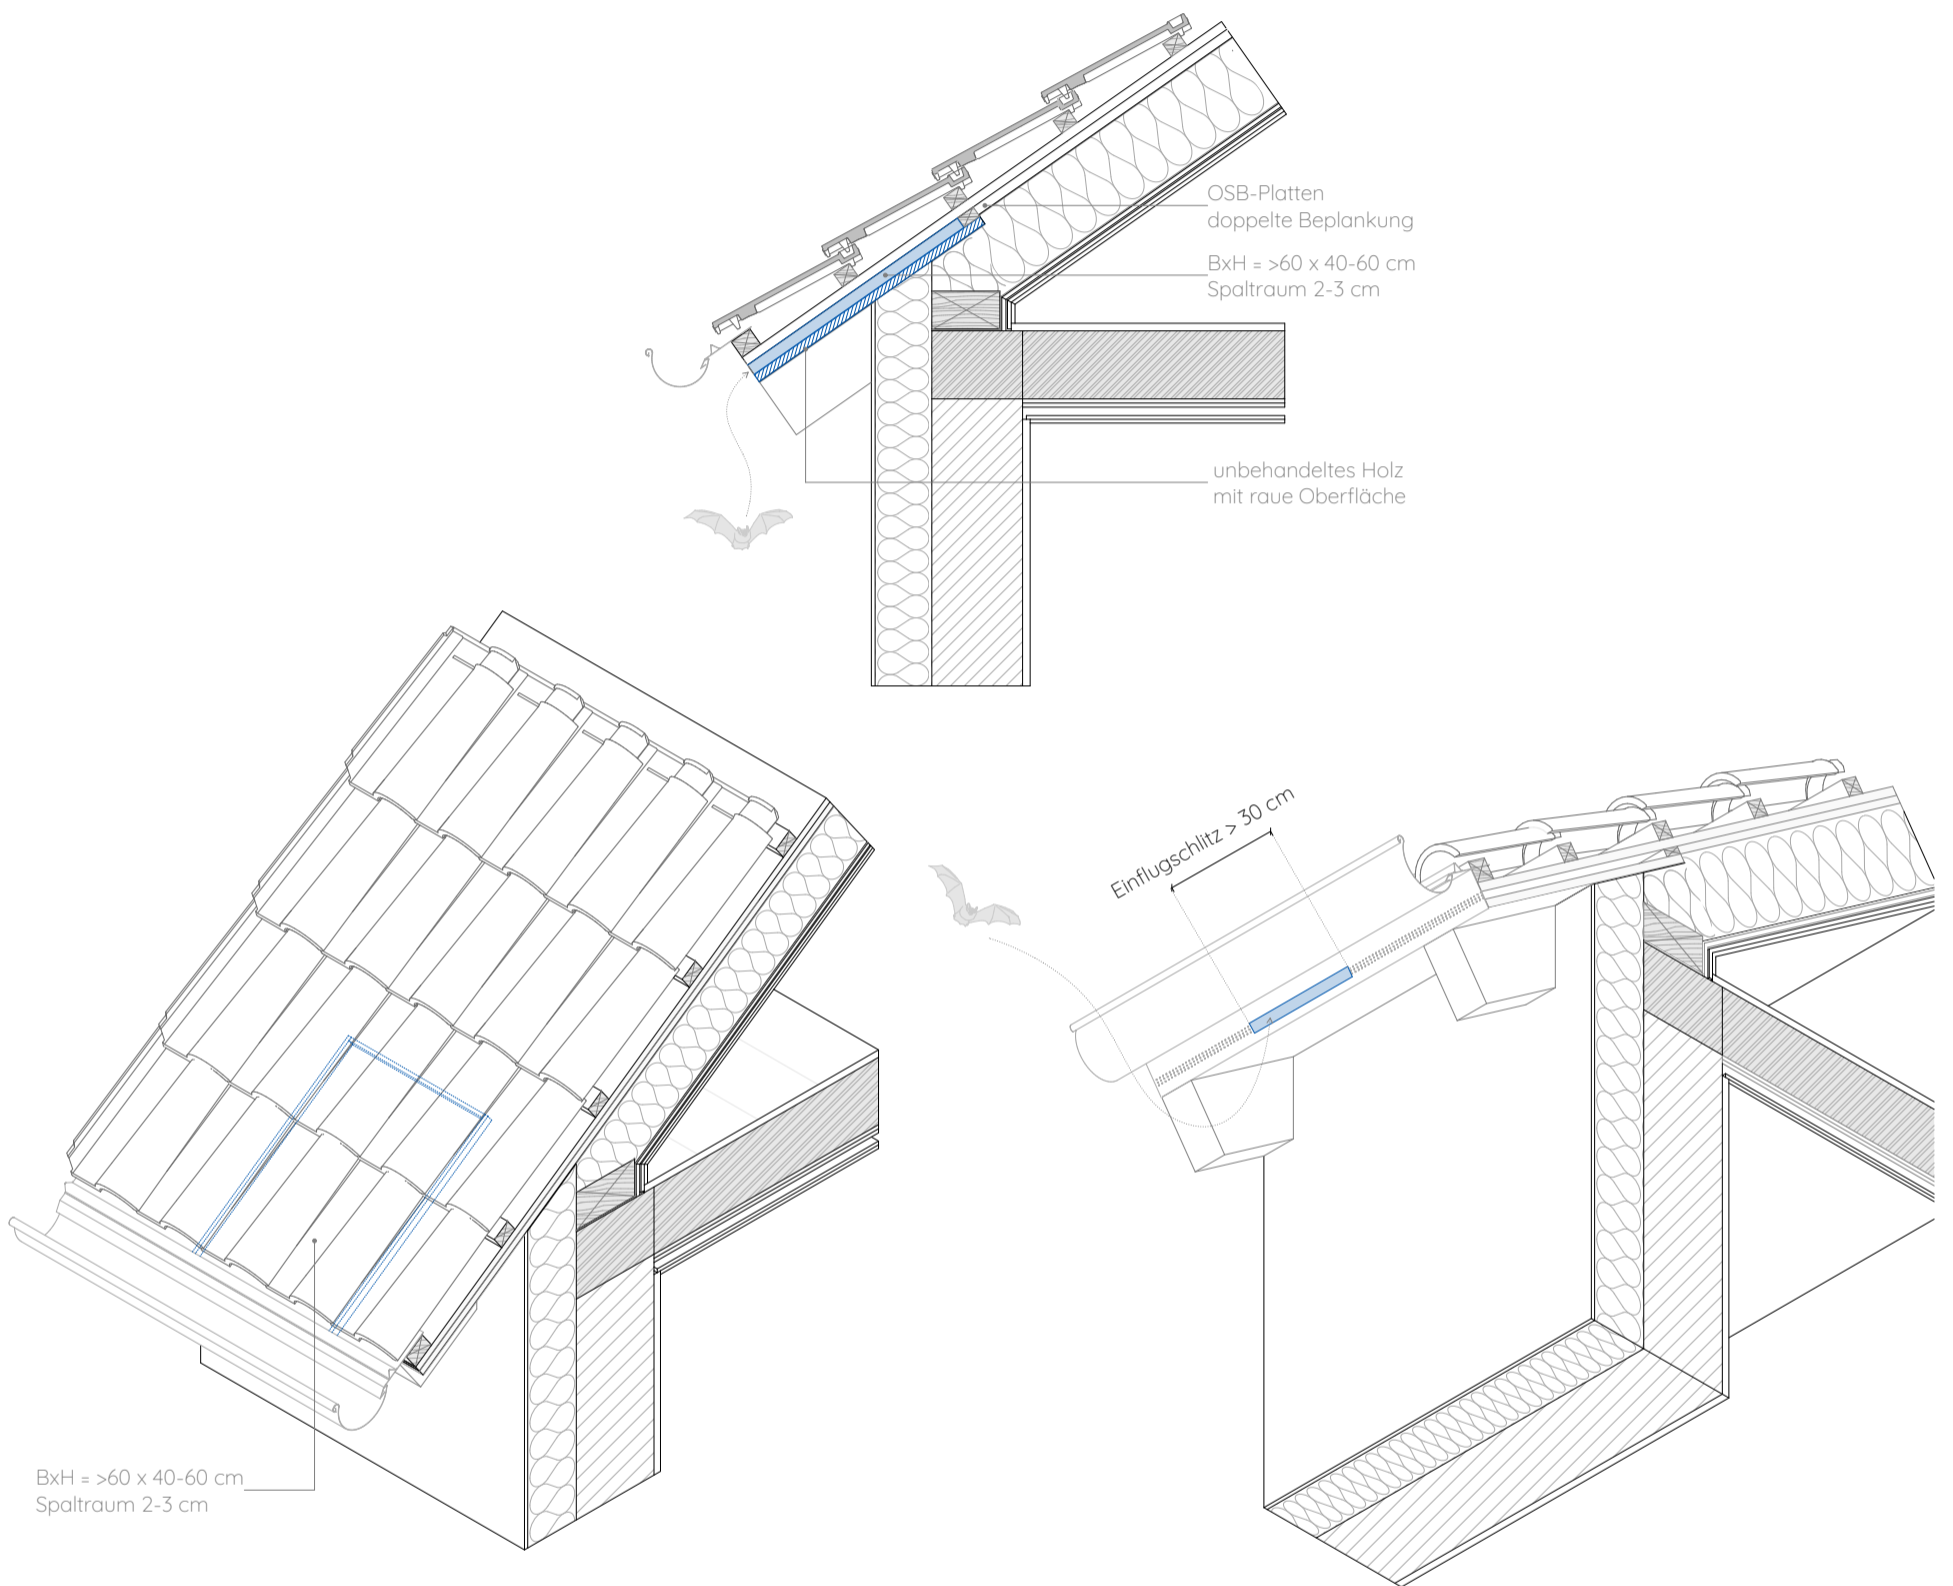 OSB-Platten
doppelte Beplankung
BxH = >60 x 40-60 cm
Spaltraum 2-3 cm
unbehandeltes Holz
mit raue Oberfläche
Einflugschlitz > 30 cm
BxH = >60 x 40-60 cm
Spaltraum 2-3 cm